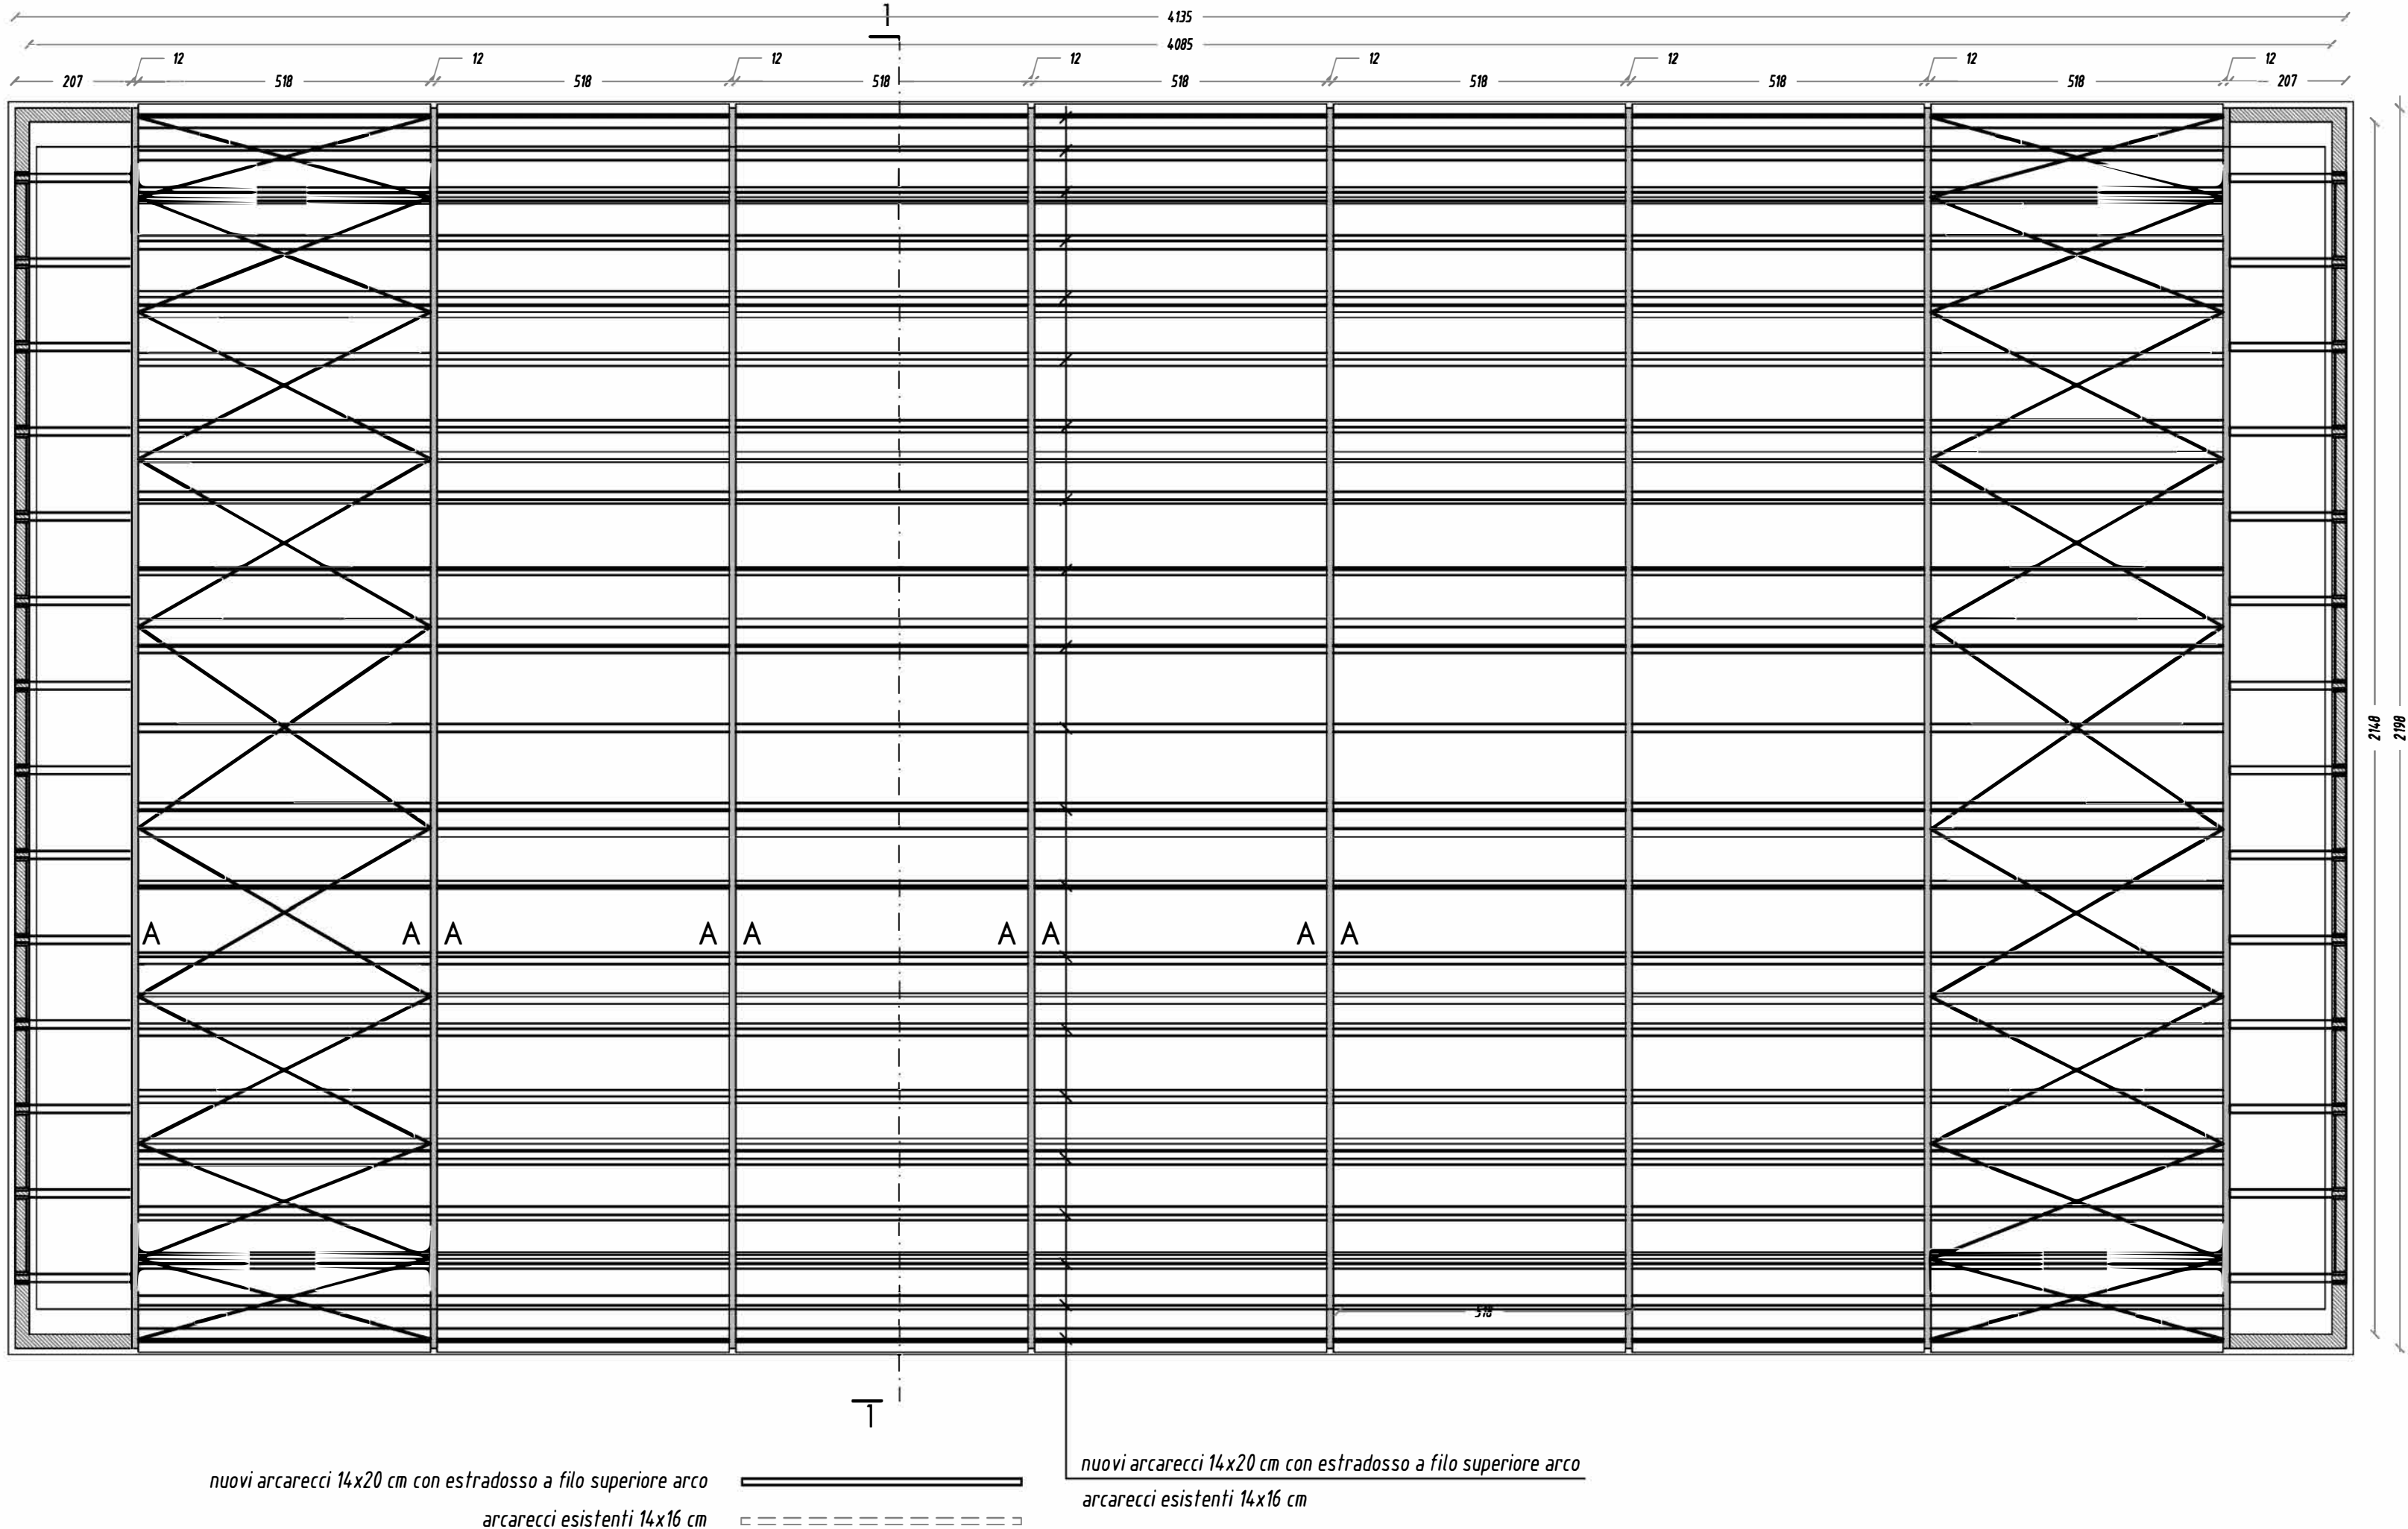 1
4135
4085
12 12 12 12 12 12 12 12
207 518 518 518 518 518 518 518 207
2148
2198
A A A A A A A A A
518
1
nuovi arcarecci 14x20 cm con estradosso a filo superiore arco
arcarecci esistenti 14x16 cm
nuovi arcarecci 14x20 cm con estradosso a filo superiore arco
arcarecci esistenti 14x16 cm